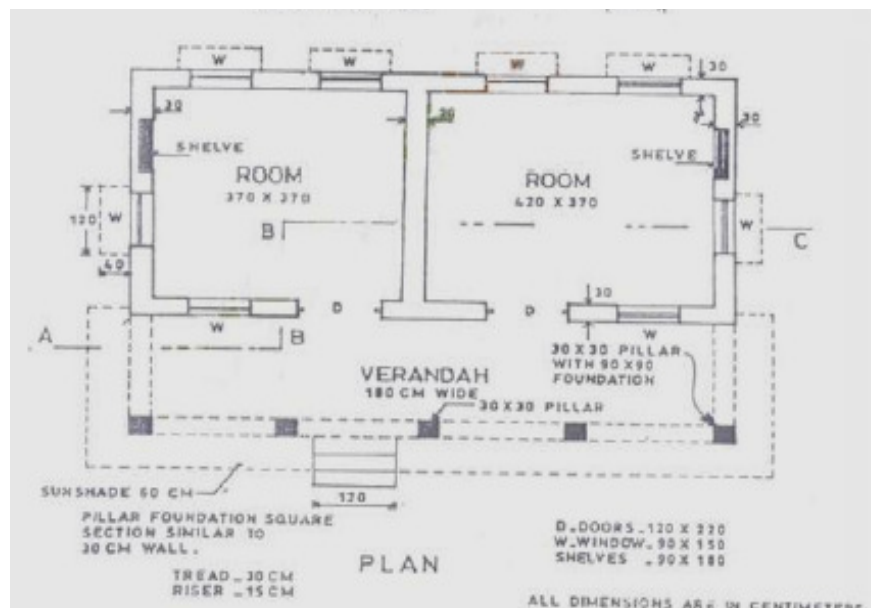 W
W
W
W
30
30
30
30
SHELVE
SHELVE
ROOM
370 X 370
ROOM
420 X 370
120
W
W
B
C
40
30
D
D
W
W
A
B
30 X 30 PILLAR
WITH 90 X 90
FOUNDATION
VERANDAH
180 CM WIDE
30 X 30 PILLAR
SUNSHADE 60 CM
120
PILLAR FOUNDATION SQUARE
SECTION SIMILAR TO
30 CM WALL.
D_DOORS_120 X 220
W_WINDOW_90 X 150
SHELVES _90 X 180
PLAN
TREAD_30 CM
RISER _15 CM
ALL DIMENSIONS ARE IN CENTIMETERS